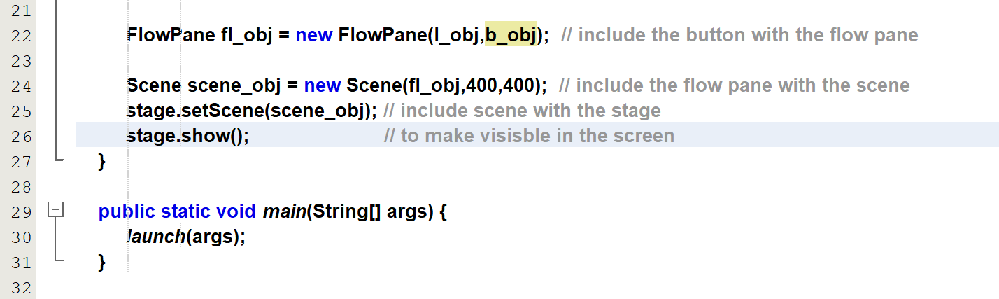 21
22 FlowPane fl_obj = new FlowPane(l_obj,b_obj); // include the button with the flow pane
23
24 Scene scene_obj = new Scene(fl_obj,400,400); // include the flow pane with the scene
25 stage.setScene(scene_obj); // include scene with the stage
26 stage.show(); // to make visisble in the screen
27 }
28
29 public static void main(String[] args) {
30 launch(args);
31 }
32